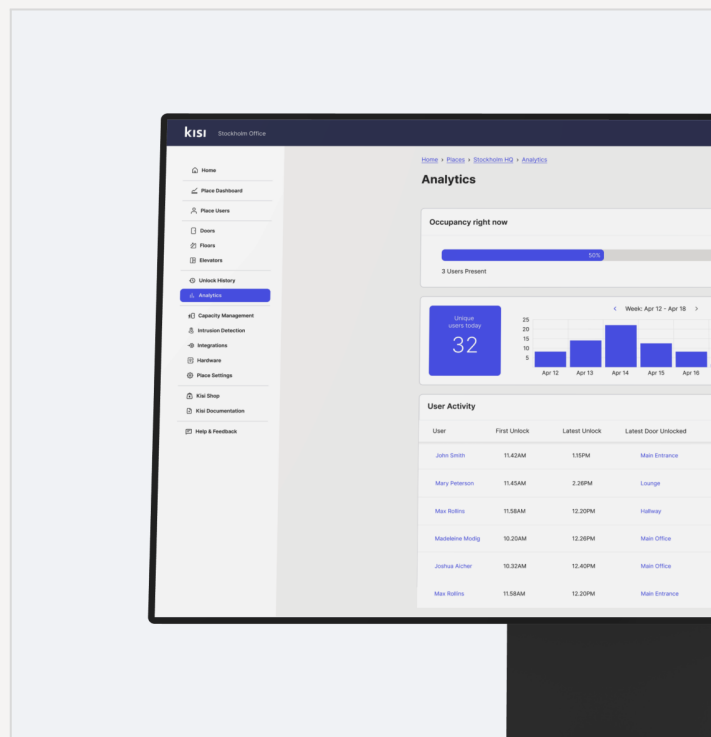 kisi Stockholm Office
Home
Place Dashboard
Place Users
Doors
Floors
Elevators
Unlock History
Analytics
Capacity Management
Intrusion Detection
Integrations
Hardware
Place Settings
Kisi Shop
Kisi Documentation
Help & Feedback
Home › Places › Stockholm HQ › Analytics
Analytics
Occupancy right now
50%
3 Users Present
Unique
users today
32
‹ Week: Apr 12 - Apr 18 ›
25
20
15
10
5
Apr 12 Apr 13 Apr 14 Apr 15 Apr 16
User Activity
User First Unlock Latest Unlock Latest Door Unlocked
John Smith 11.42AM 1.15PM Main Entrance
Mary Peterson 11.45AM 2.26PM Lounge
Max Rollins 11.58AM 12.20PM Hallway
Madeleine Modig 10.20AM 12.26PM Main Office
Joshua Aicher 10.32AM 12.40PM Main Office
Max Rollins 11.58AM 12.20PM Main Entrance